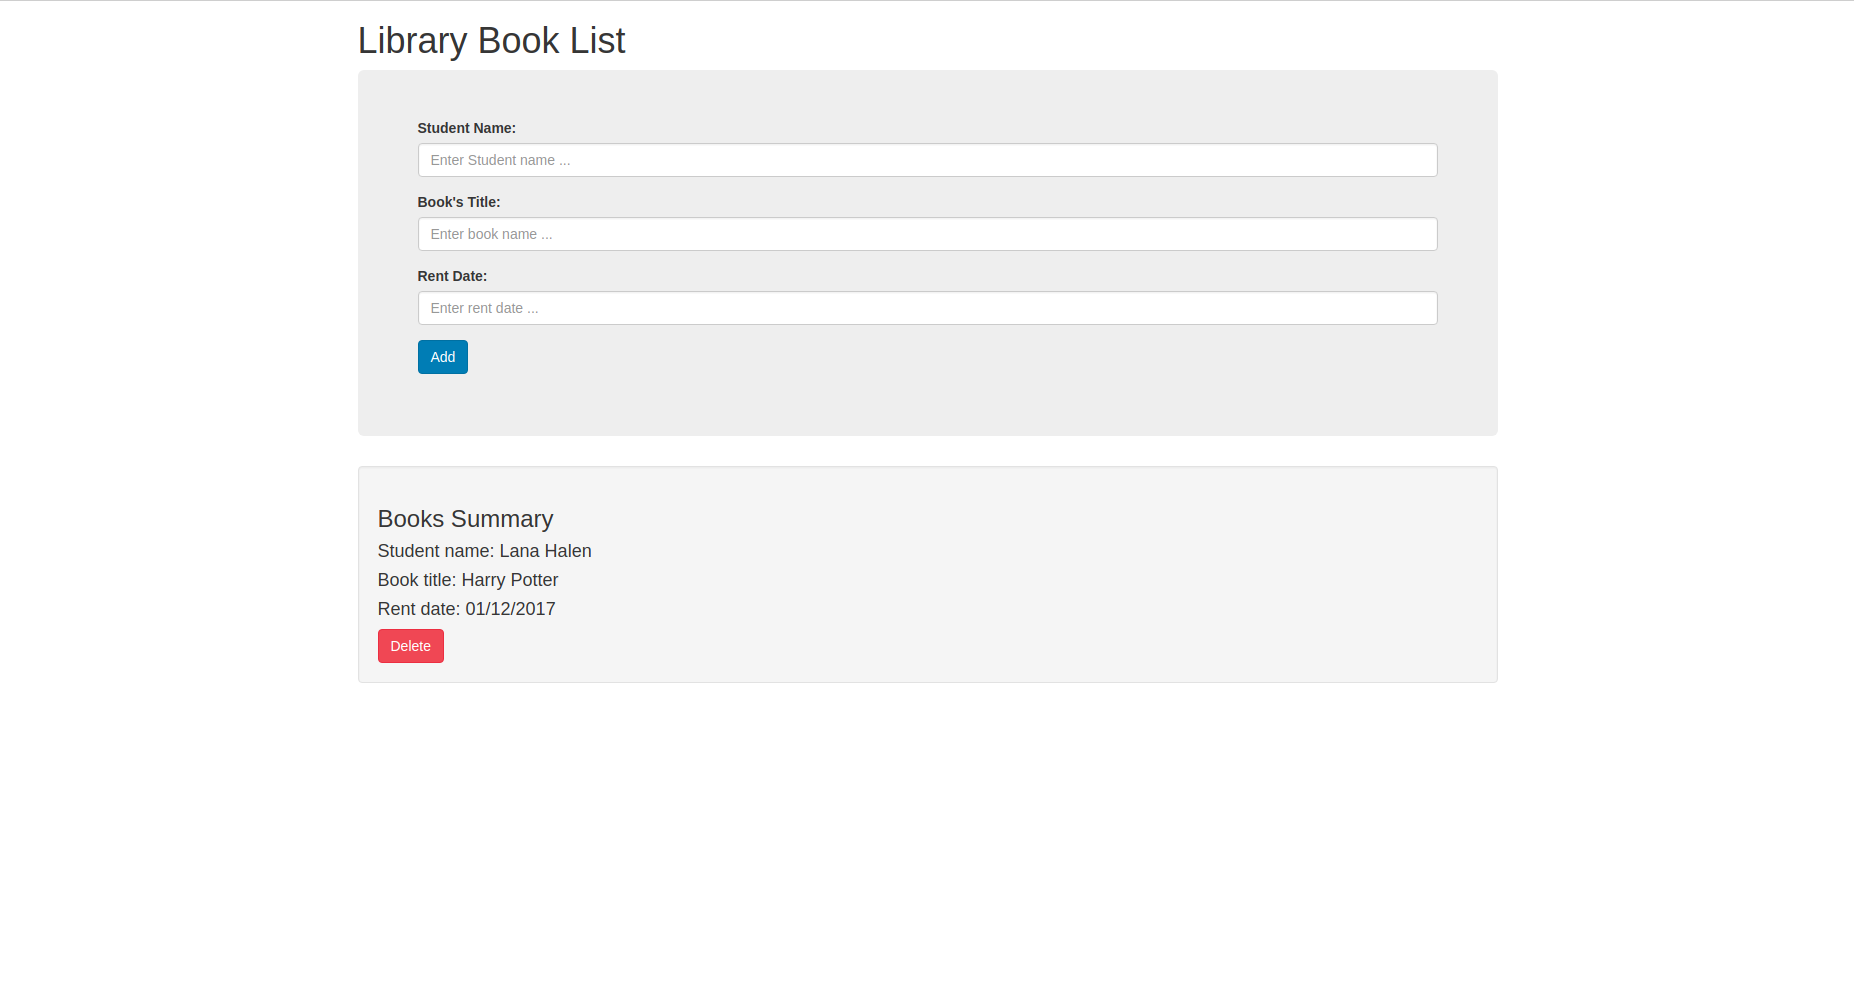 Library Book List
Student Name:
Enter Student name ...
Book's Title:
Enter book name ...
Rent Date:
Enter rent date ...
Add
Books Summary
Student name: Lana Halen
Book title: Harry Potter
Rent date: 01/12/2017
Delete